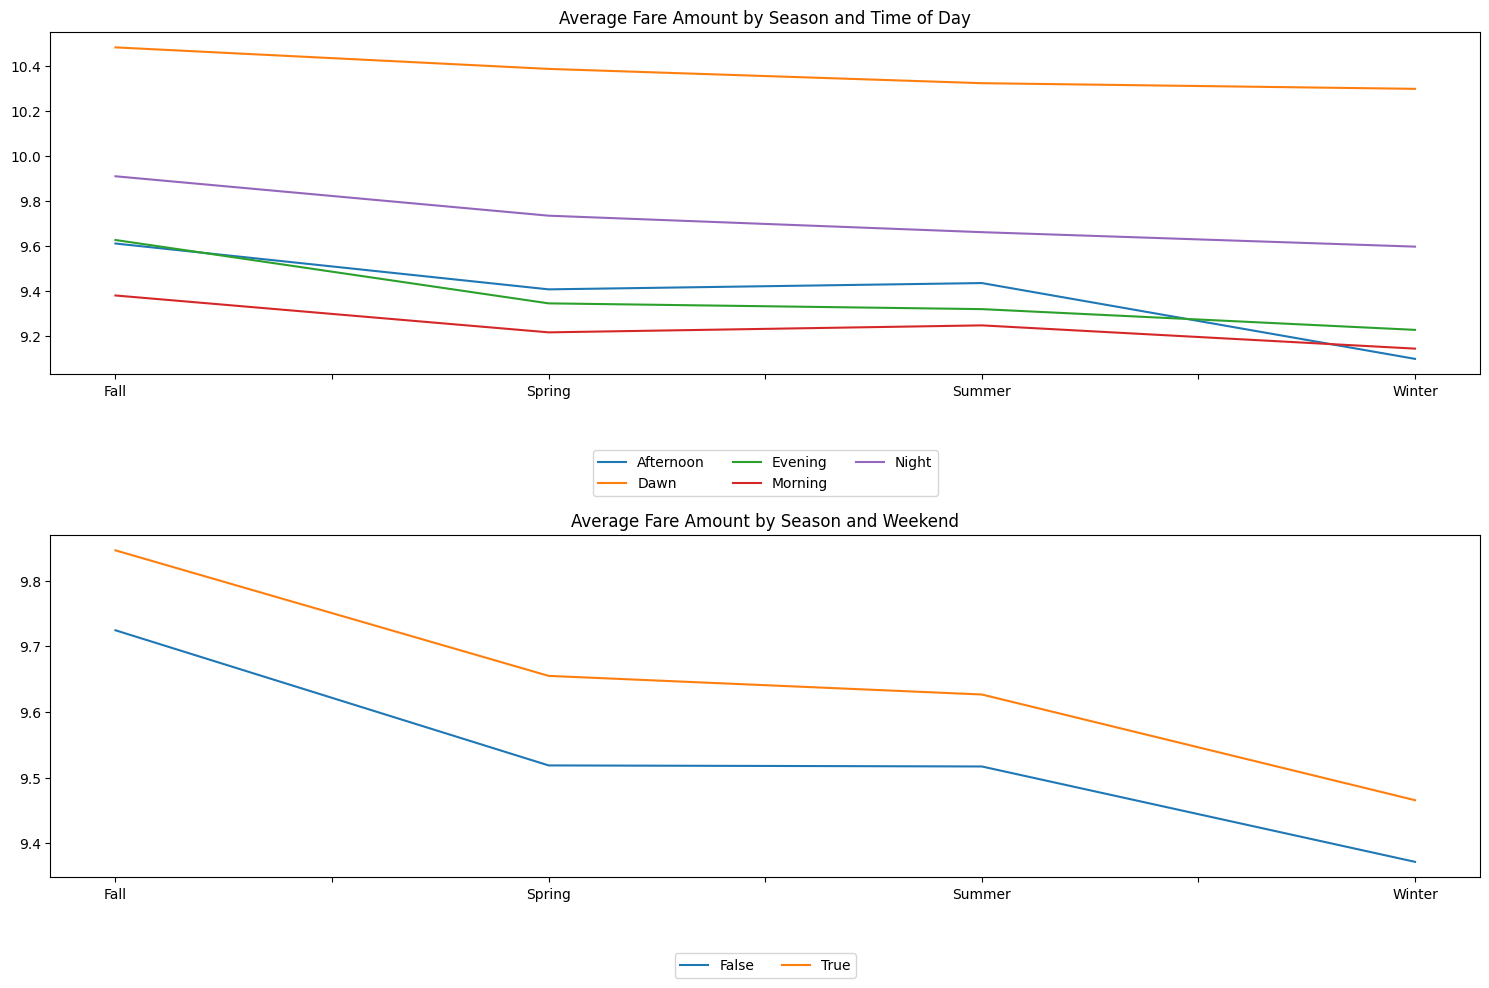 Average Fare Amount by Season and Time of Day
10.4
10.2
10.0
9.8
9.6
9.4
9.2
Fall Spring Summer Winter
Afternoon Evening Night
Dawn Morning
Average Fare Amount by Season and Weekend
9.8
9.7
9.6
9.5
9.4
Fall Spring Summer Winter
False True